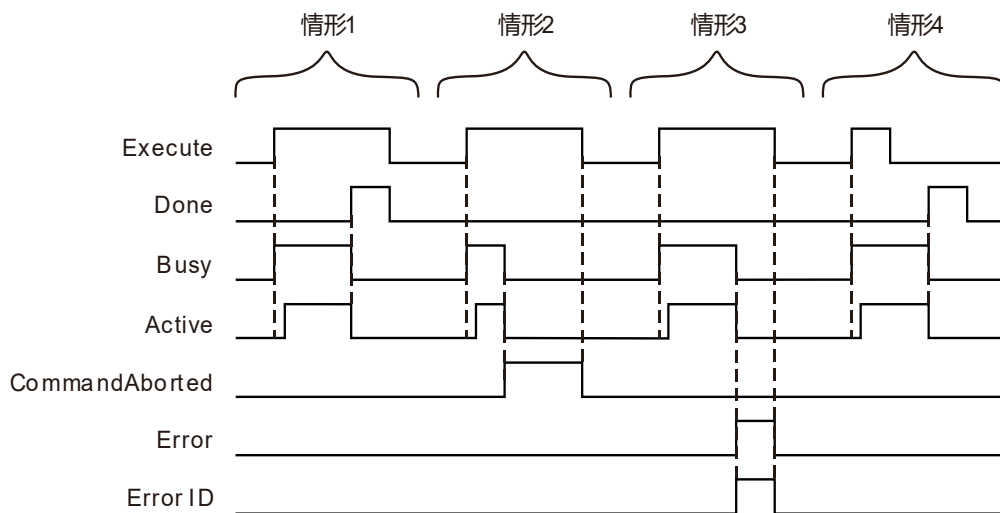 情形1 情形2 情形3 情形4
Execute
Done
Busy
Active
CommandAborted
Error
Error ID